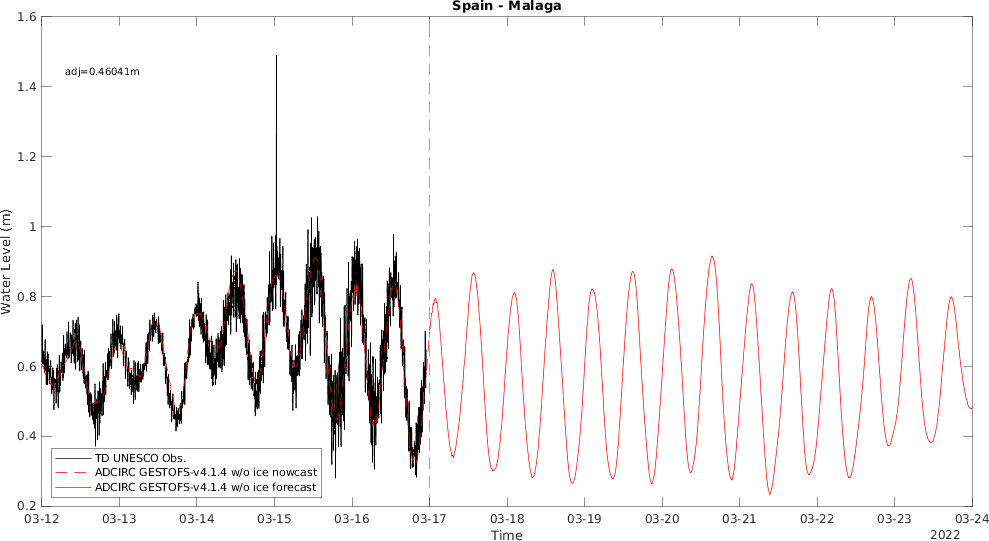 Spain - Malaga
1.6
1.4
1.2
1
0.8
0.6
0.4
0.2
Water Level (m)
adj=0.46041m
TD UNESCO Obs.
ADCIRC GESTOFS-v4.1.4 w/o ice nowcast
ADCIRC GESTOFS-v4.1.4 w/o ice forecast
03-12 03-13 03-14 03-15 03-16 03-17 03-18 03-19 03-20 03-21 03-22 03-23 03-24
Time
2022